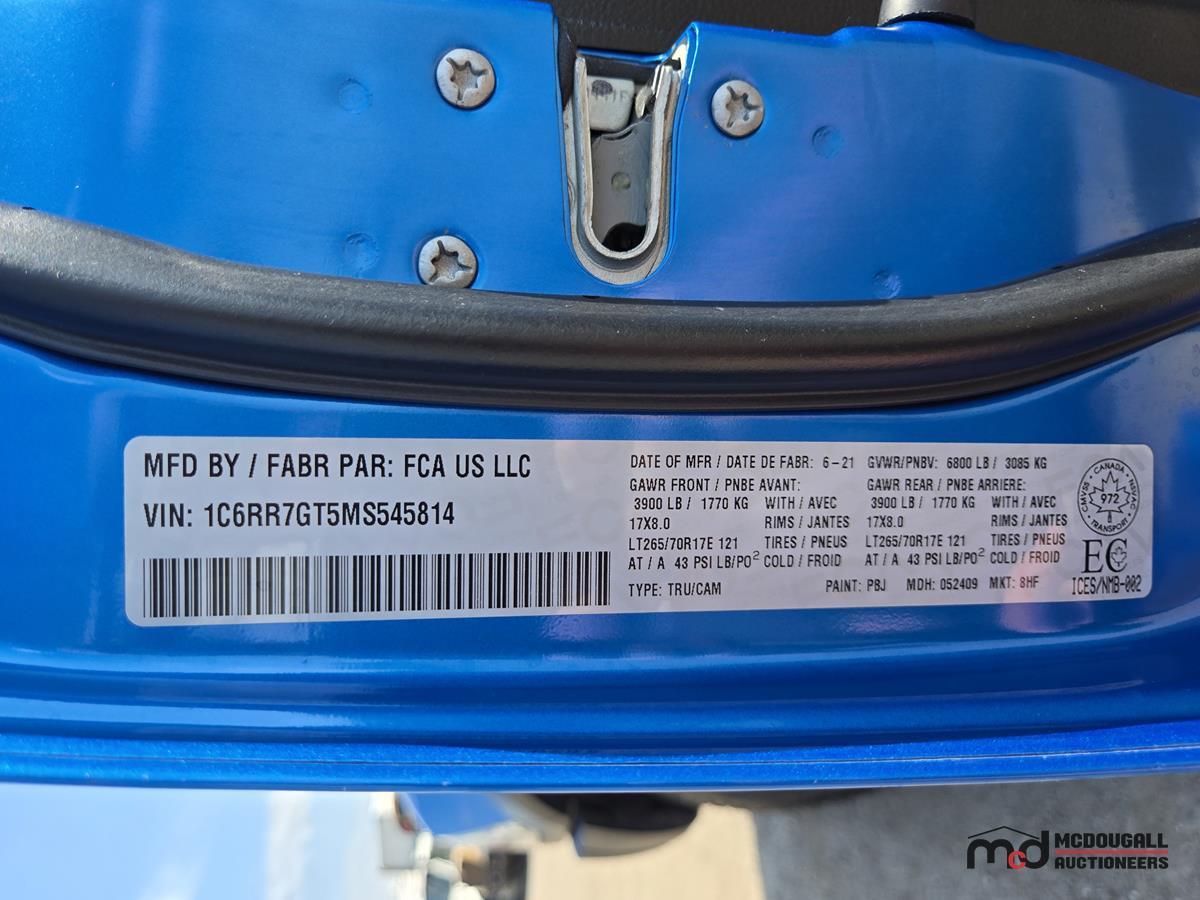 MFD BY / FABR PAR: FCA US LLC
VIN: 1C6RR7GT5MS545814
DATE OF MFR / DATE DE FABR: 6-21 GVWR/PNBV: 6800 LB / 3085 KG
GAWR FRONT / PNBE AVANT: GAWR REAR / PNBE ARRIERE:
3900 LB / 1770 KG WITH / AVEC 3900 LB / 1770 KG WITH / AVEC
17X8.0 RIMS / JANTES 17X8.0 RIMS / JANTES
LT265/70R17E 121 TIRES / PNEUS LT265/70R17E 121 TIRES / PNEUS
AT / A 43 PSI LB/PO² COLD / FROID AT / A 43 PSI LB/PO² COLD / FROID
TYPE: TRU/CAM PAINT: PBJ MDH: 052409 MKT: 8HF
CANADA
CMVSS 972 NSVAC
TRANSPORT
EC
ICES/NMB-002
mcd MCDOUGALL
AUCTIONEERS